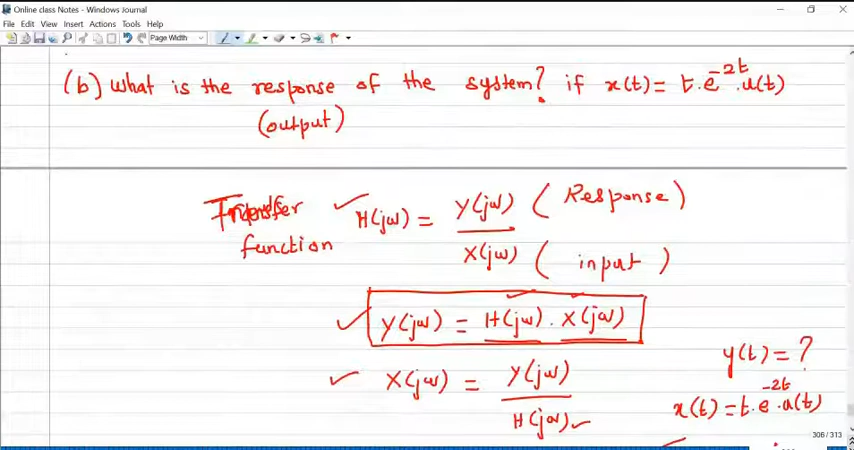 Online class Notes - Windows Journal
File Edit View Insert Actions Tools Help
Page Width
(b) What is the response of the system? if x(t) = t.e^-2t.u(t)
(output)
Transfer function
H(jω) = Y(jω) / X(jω)
(Response)
(input)
Y(jω) = H(jω) . X(jω)
X(jω) = Y(jω) / H(jω)
y(t) = ?
x(t) = t.e^-2t.u(t)
306 / 313